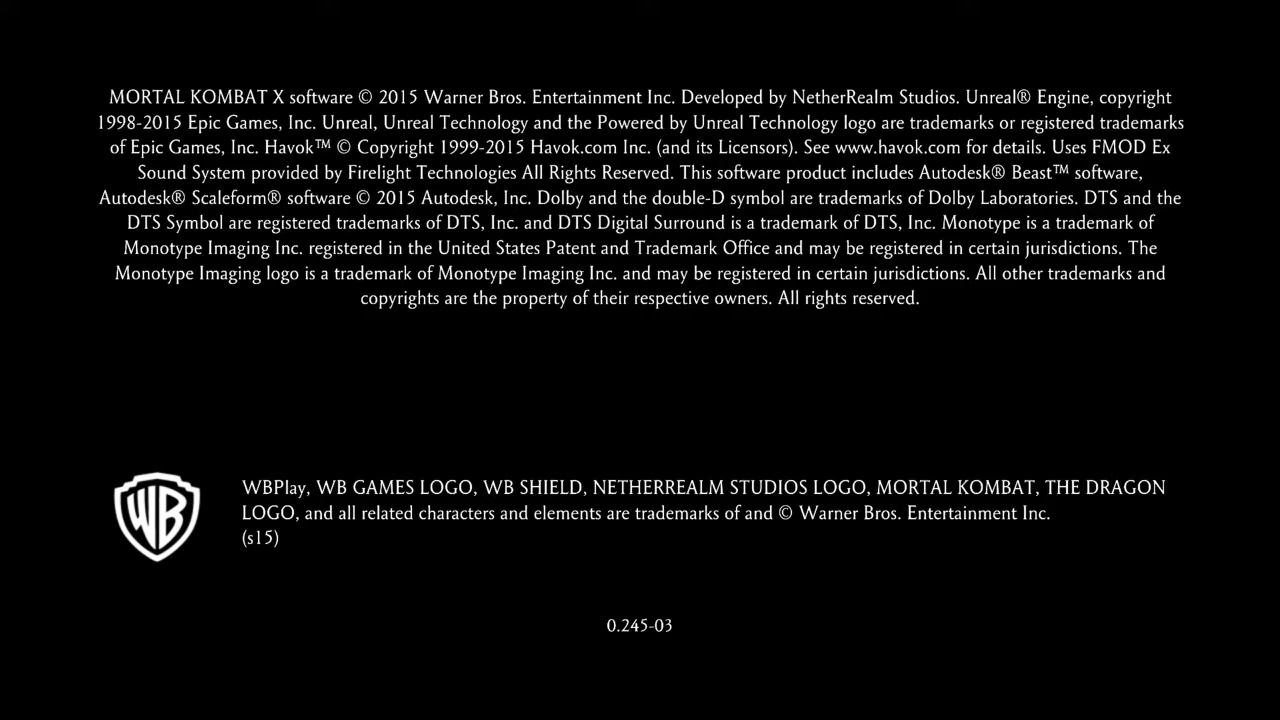 MORTAL KOMBAT X software © 2015 Warner Bros. Entertainment Inc. Developed by NetherRealm Studios. Unreal® Engine, copyright
1998-2015 Epic Games, Inc. Unreal, Unreal Technology and the Powered by Unreal Technology logo are trademarks or registered trademarks
of Epic Games, Inc. Havok™ © Copyright 1999-2015 Havok.com Inc. (and its Licensors). See www.havok.com for details. Uses FMOD Ex
Sound System provided by Firelight Technologies All Rights Reserved. This software product includes Autodesk® Beast™ software,
Autodesk® Scaleform® software © 2015 Autodesk, Inc. Dolby and the double-D symbol are trademarks of Dolby Laboratories. DTS and the
DTS Symbol are registered trademarks of DTS, Inc. and DTS Digital Surround is a trademark of DTS, Inc. Monotype is a trademark of
Monotype Imaging Inc. registered in the United States Patent and Trademark Office and may be registered in certain jurisdictions. The
Monotype Imaging logo is a trademark of Monotype Imaging Inc. and may be registered in certain jurisdictions. All other trademarks and
copyrights are the property of their respective owners. All rights reserved.
WB
WBPlay, WB GAMES LOGO, WB SHIELD, NETHERREALM STUDIOS LOGO, MORTAL KOMBAT, THE DRAGON
LOGO, and all related characters and elements are trademarks of and © Warner Bros. Entertainment Inc.
(s15)
0.245-03